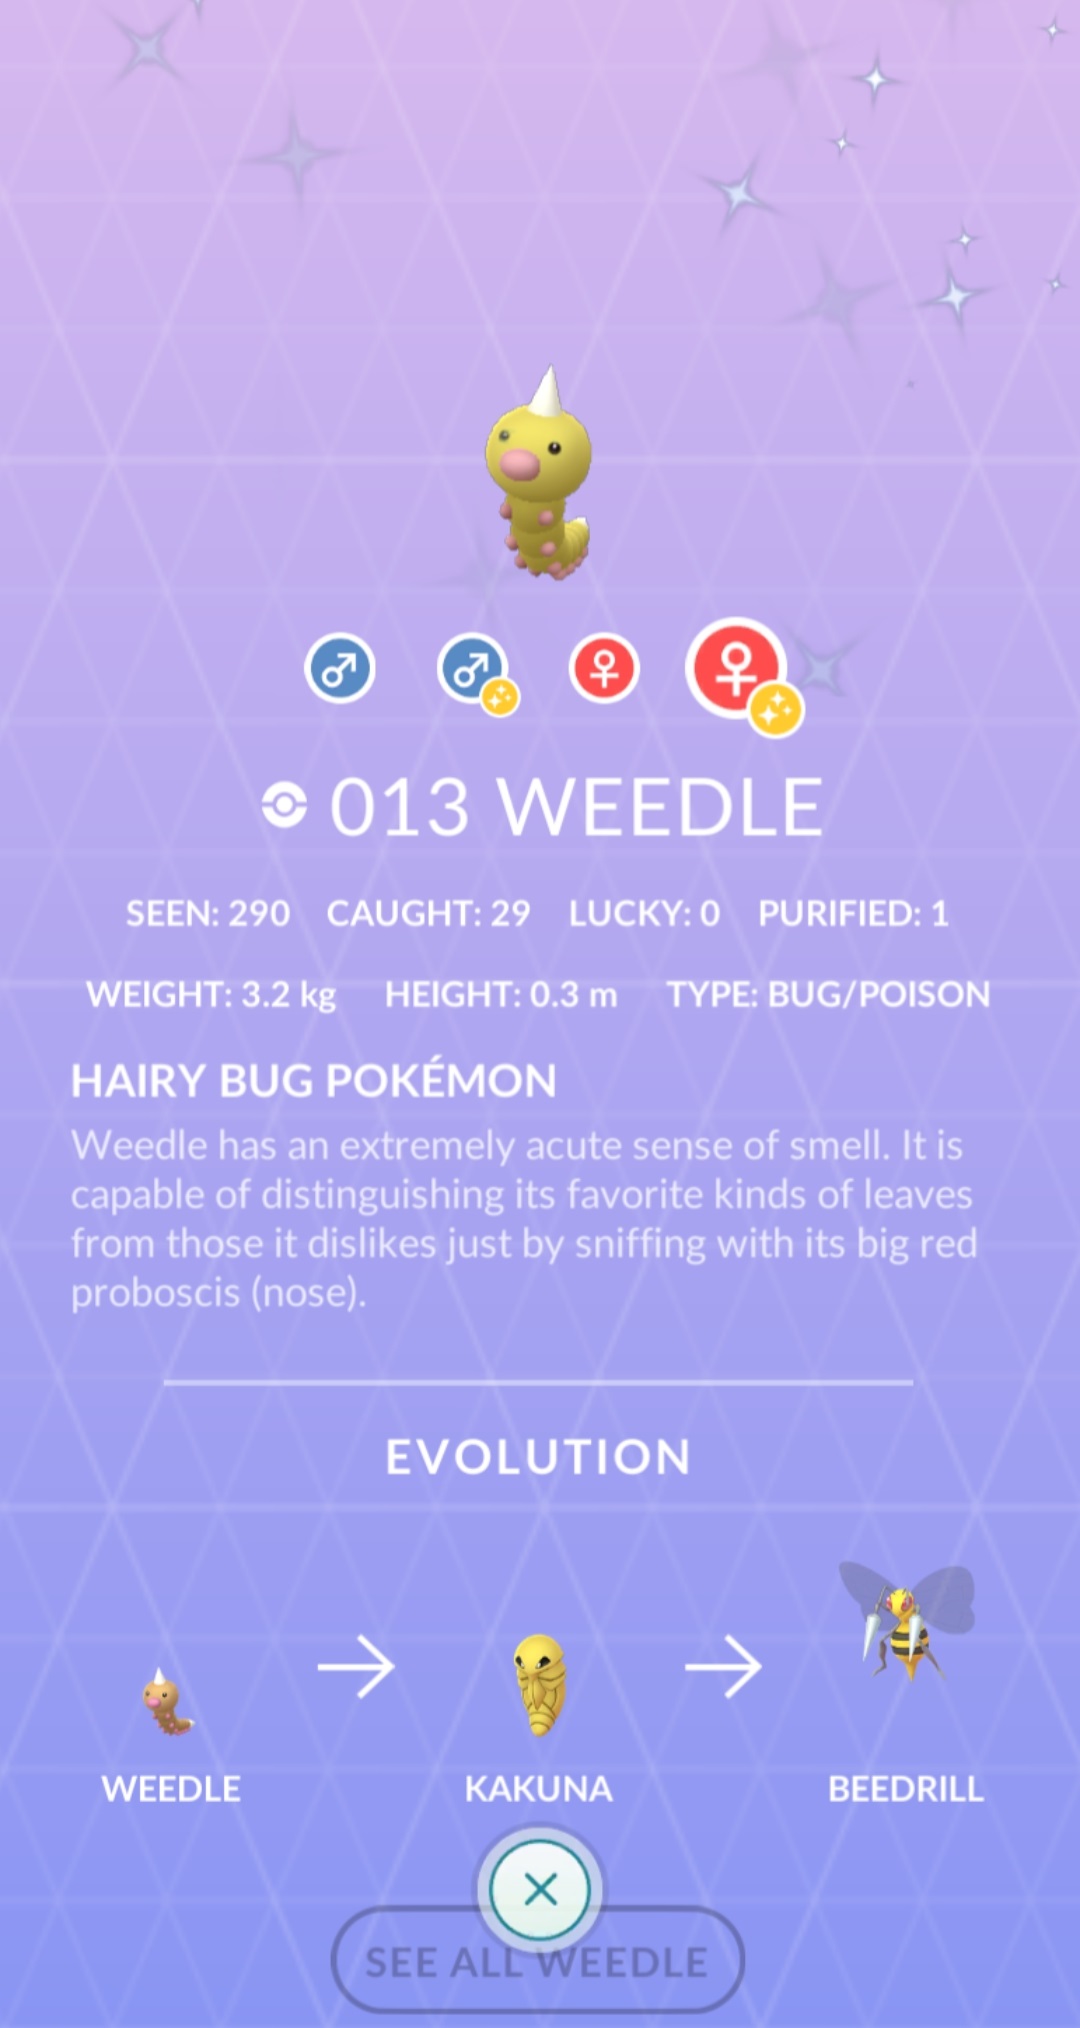 013 WEEDLE
SEEN: 290 CAUGHT: 29 LUCKY: 0 PURIFIED: 1
WEIGHT: 3.2 kg HEIGHT: 0.3 m TYPE: BUG/POISON
HAIRY BUG POKÉMON
Weedle has an extremely acute sense of smell. It is
capable of distinguishing its favorite kinds of leaves
from those it dislikes just by sniffing with its big red
proboscis (nose).
EVOLUTION
WEEDLE KAKUNA BEEDRILL
SEE ALL WEEDLE